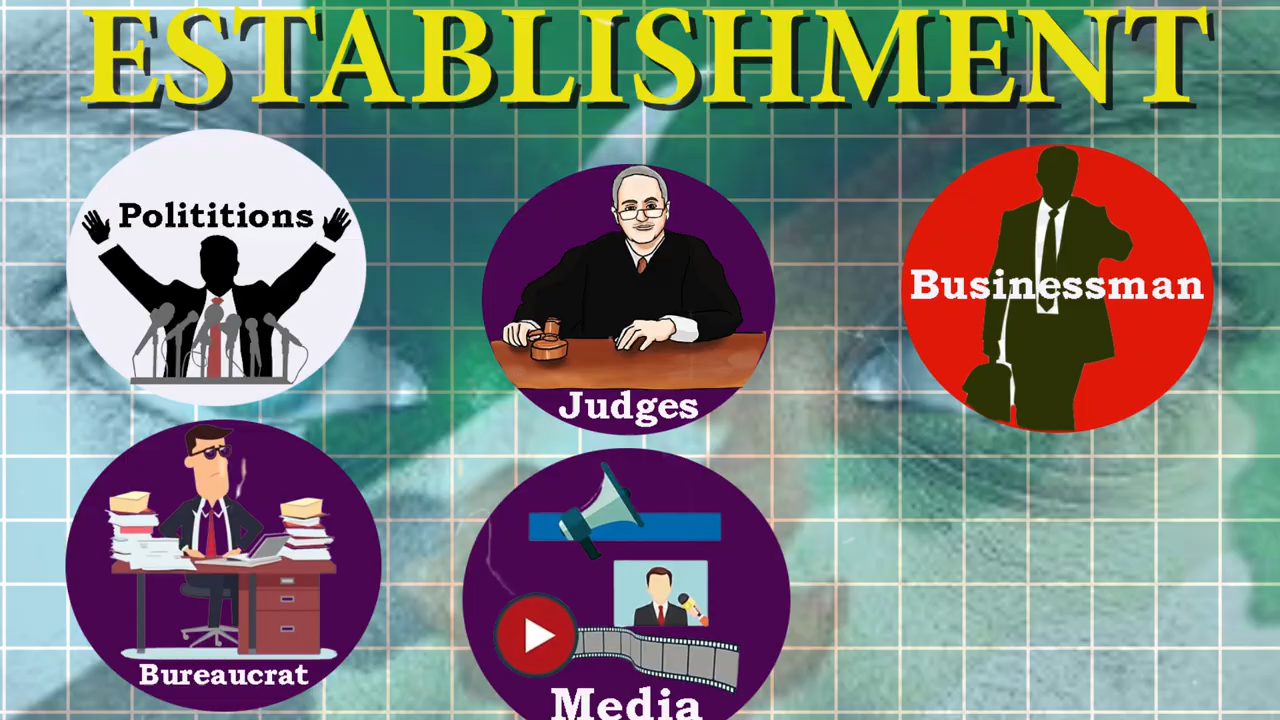 ESTABLISHMENT
Polititions
Judges
Businessman
Bureaucrat
Media